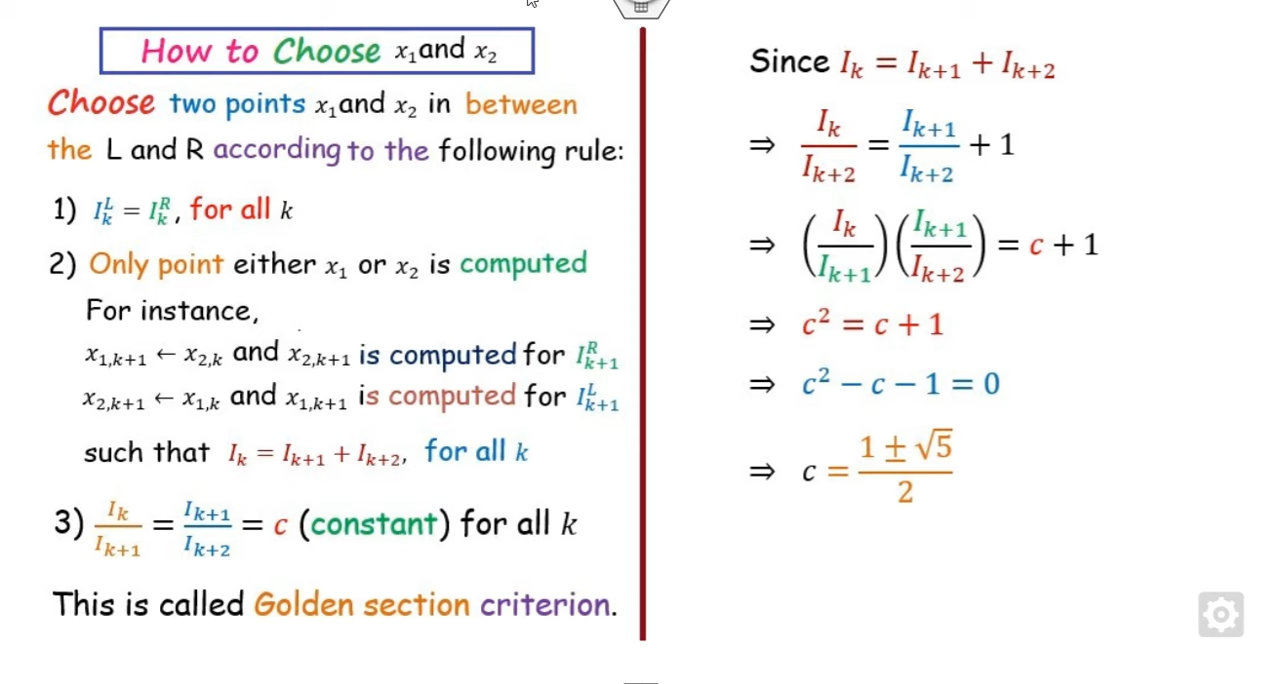 How to Choose x₁and x₂
Choose two points x₁and x₂ in between
the L and R according to the following rule:
1) I_k^L = I_k^R, for all k
2) Only point either x₁ or x₂ is computed
For instance,
x_{1,k+1} ← x_{2,k} and x_{2,k+1} is computed for I_{k+1}^R
x_{2,k+1} ← x_{1,k} and x_{1,k+1} is computed for I_{k+1}^L
such that I_k = I_{k+1} + I_{k+2}, for all k
3) I_k/I_{k+1} = I_{k+1}/I_{k+2} = c (constant) for all k
This is called Golden section criterion.
Since I_k = I_{k+1} + I_{k+2}
⇒ I_k/I_{k+2} = I_{k+1}/I_{k+2} + 1
⇒ (I_k/I_{k+1})(I_{k+1}/I_{k+2}) = c + 1
⇒ c² = c + 1
⇒ c² − c − 1 = 0
⇒ c = (1 ± √5)/2